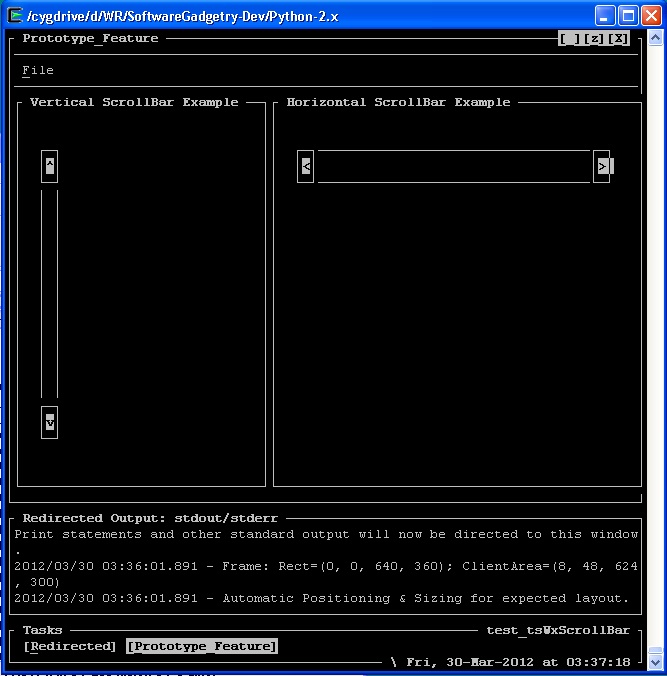 /cygdrive/d/WR/SoftwareGadgetry-Dev/Python-2.x
Prototype_Feature [_][z][X]
File
Vertical ScrollBar Example Horizontal ScrollBar Example
^ < >
v
Redirected Output: stdout/stderr
Print statements and other standard output will now be directed to this window
.
2012/03/30 03:36:01.891 - Frame: Rect=(0, 0, 640, 360); ClientArea=(8, 48, 624
, 300)
2012/03/30 03:36:01.891 - Automatic Positioning & Sizing for expected layout.
Tasks test_tsWxScrollBar
[Redirected] [Prototype_Feature]
\ Fri, 30-Mar-2012 at 03:37:18